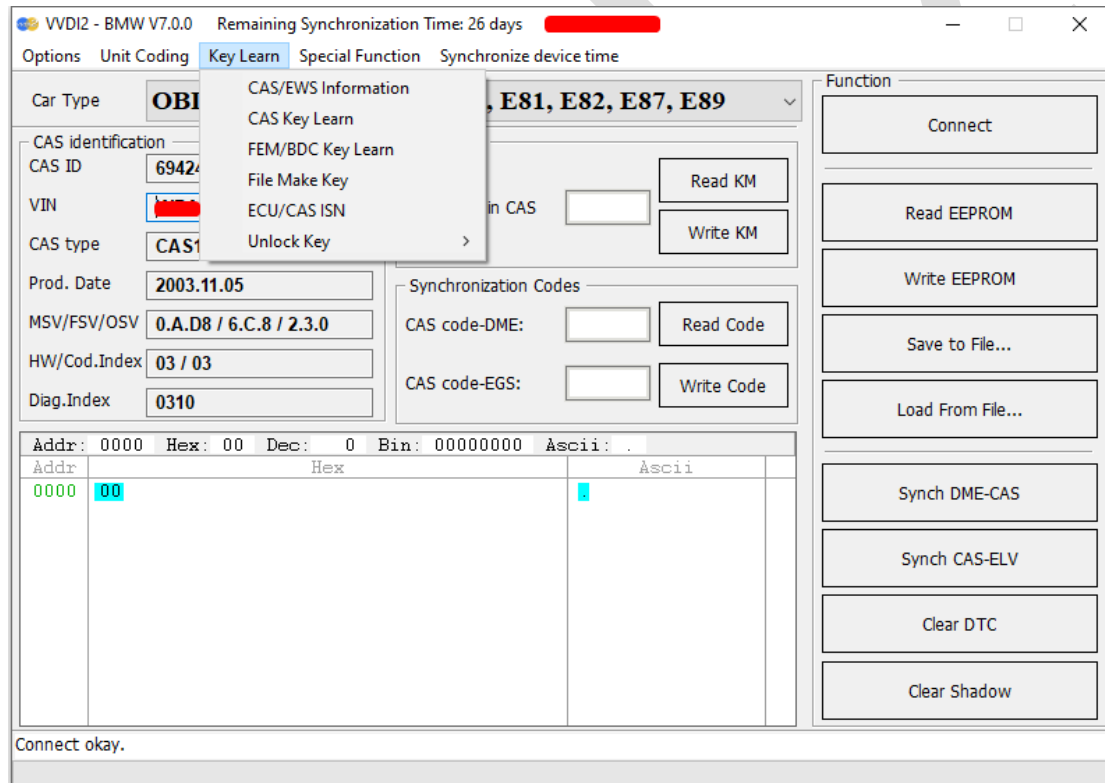 VVDI2 - BMW V7.0.0 Remaining Synchronization Time: 26 days
Options Unit Coding Key Learn Special Function Synchronize device time
CAS/EWS Information
CAS Key Learn
FEM/BDC Key Learn
File Make Key
ECU/CAS ISN
Unlock Key >
Car Type OBI , E81, E82, E87, E89
CAS identification
CAS ID 6942
VIN
CAS type CAS1
Prod. Date 2003.11.05
MSV/FSV/OSV 0.A.D8 / 6.C.8 / 2.3.0
HW/Cod.Index 03 / 03
Diag.Index 0310
in CAS
Read KM
Write KM
Synchronization Codes
CAS code-DME: Read Code
CAS code-EGS: Write Code
Function
Connect
Read EEPROM
Write EEPROM
Save to File...
Load From File...
Synch DME-CAS
Synch CAS-ELV
Clear DTC
Clear Shadow
Addr: 0000 Hex: 00 Dec: 0 Bin: 00000000 Ascii: .
Addr Hex Ascii
0000 00 .
Connect okay.